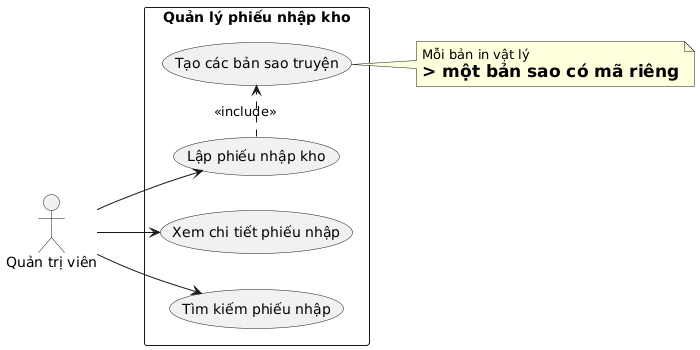 Quản lý phiếu nhập kho
Tạo các bản sao truyện
Mỗi bản in vật lý
> một bản sao có mã riêng
«include»
Lập phiếu nhập kho
Xem chi tiết phiếu nhập
Quản trị viên
Tìm kiếm phiếu nhập